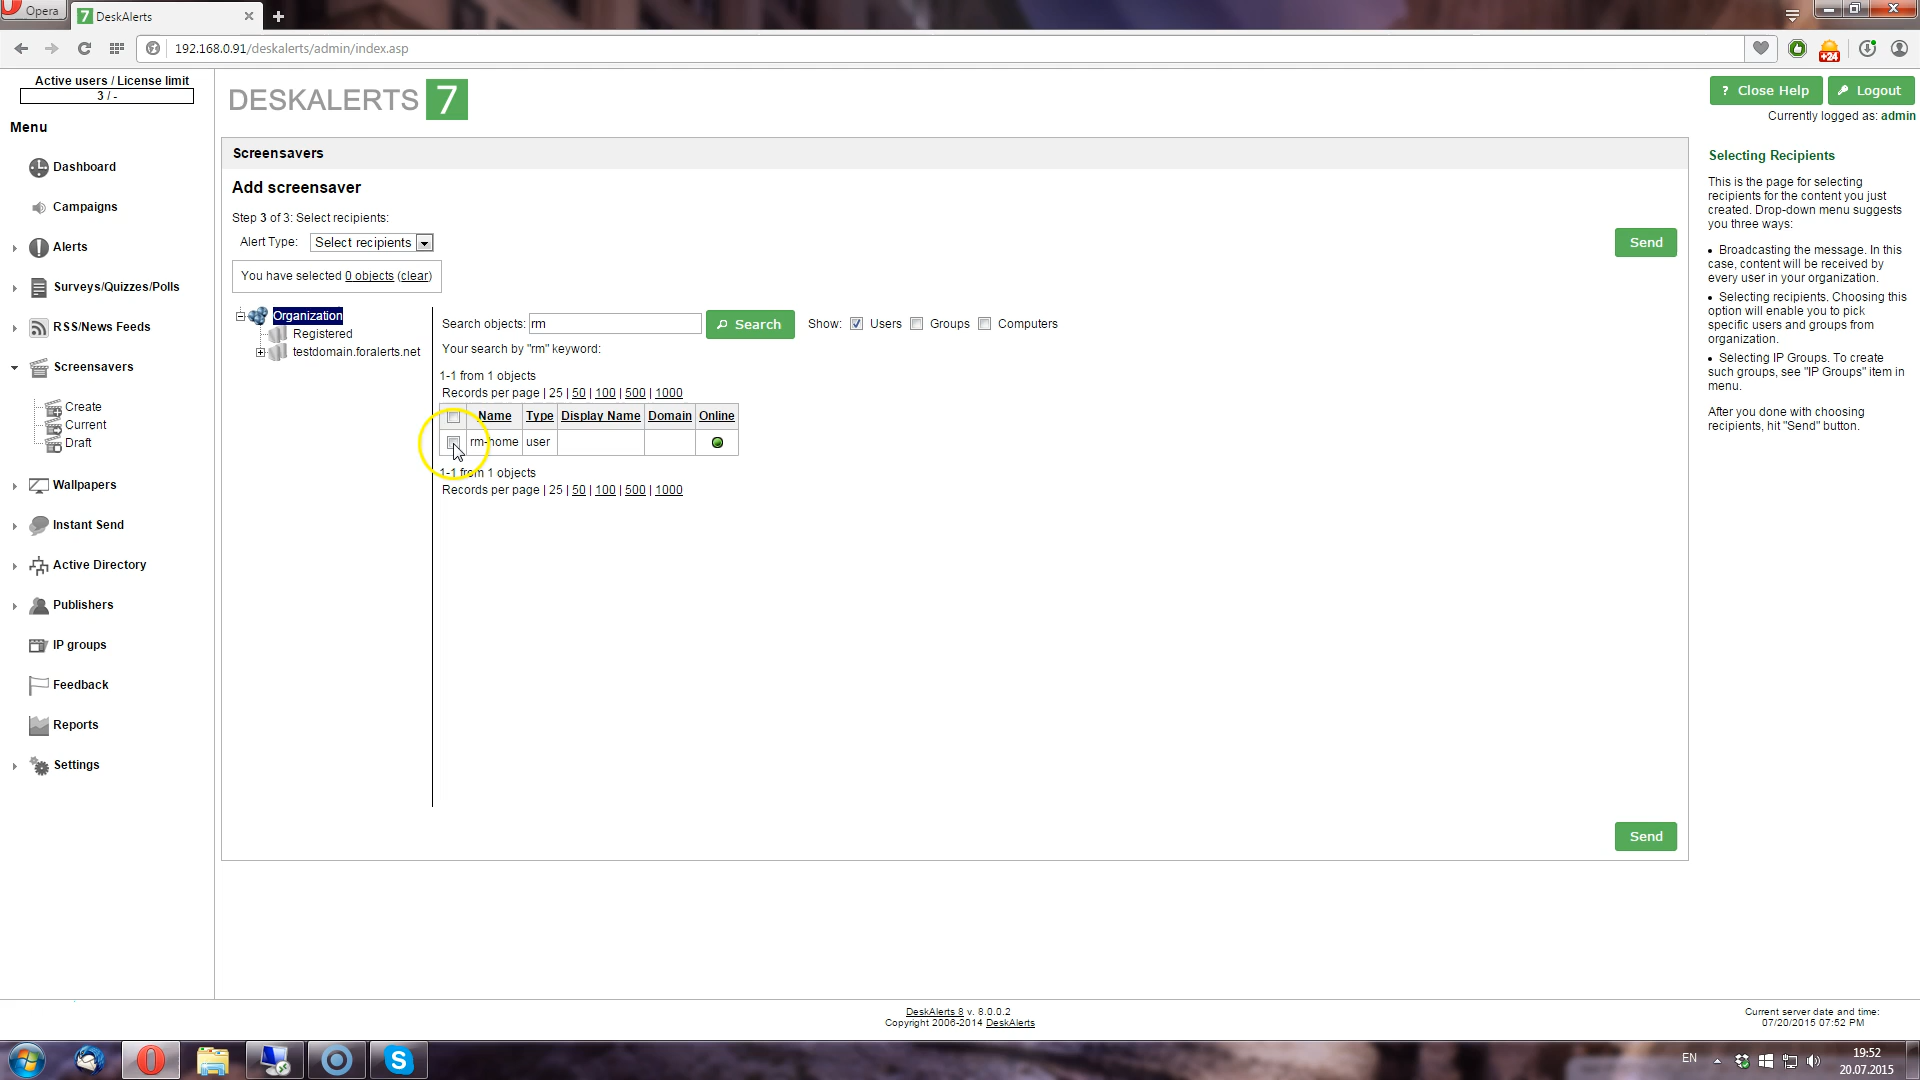 Opera
7 DeskAlerts
192.168.0.91/deskalerts/admin/index.asp
+24
Active users / License limit
3 / -
Menu
Dashboard
Campaigns
Alerts
Surveys/Quizzes/Polls
RSS/News Feeds
Screensavers
Create
Current
Draft
Wallpapers
Instant Send
Active Directory
Publishers
IP groups
Feedback
Reports
Settings
DESKALERTS 7
? Close Help
Logout
Currently logged as: admin
Screensavers
Add screensaver
Step 3 of 3: Select recipients:
Alert Type: Select recipients
Send
You have selected 0 objects (clear)
Organization
Registered
testdomain.foralerts.net
Search objects: rm Search Show: Users Groups Computers
Your search by "rm" keyword:
1-1 from 1 objects
Records per page | 25 | 50 | 100 | 500 | 1000
Name Type Display Name Domain Online
rm-home user
1-1 from 1 objects
Records per page | 25 | 50 | 100 | 500 | 1000
Send
Selecting Recipients
This is the page for selecting
recipients for the content you just
created. Drop-down menu suggests
you three ways:
• Broadcasting the message. In this
case, content will be received by
every user in your organization.
• Selecting recipients. Choosing this
option will enable you to pick
specific users and groups from
organization.
• Selecting IP Groups. To create
such groups, see "IP Groups" item in
menu.
After you done with choosing
recipients, hit "Send" button.
DeskAlerts 8 v. 8.0.0.2
Copyright 2006-2014 DeskAlerts
Current server date and time:
07/20/2015 07:52 PM
EN
19:52
20.07.2015